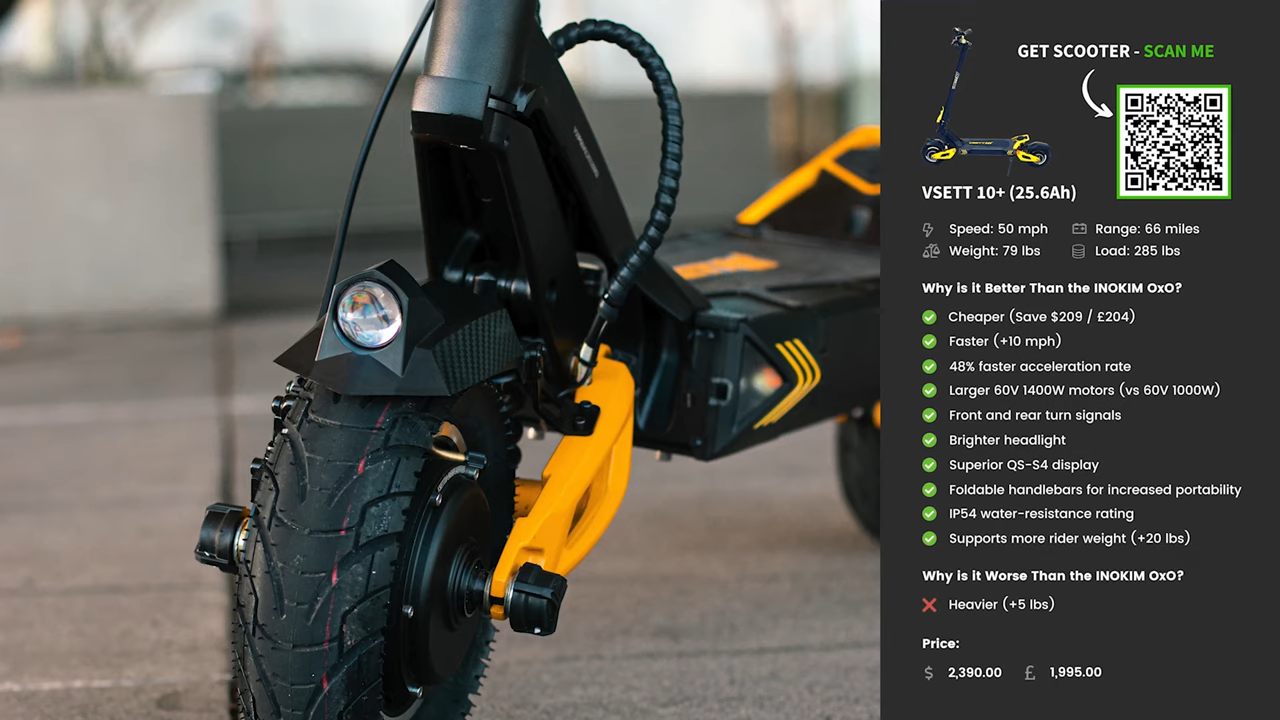 GET SCOOTER - SCAN ME
VSETT 10+ (25.6Ah)
Speed: 50 mph
Range: 66 miles
Weight: 79 lbs
Load: 285 lbs
Why is it Better Than the INOKIM OxO?
Cheaper (Save $209 / £204)
Faster (+10 mph)
48% faster acceleration rate
Larger 60V 1400W motors (vs 60V 1000W)
Front and rear turn signals
Brighter headlight
Superior QS-S4 display
Foldable handlebars for increased portability
IP54 water-resistance rating
Supports more rider weight (+20 lbs)
Why is it Worse Than the INOKIM OxO?
Heavier (+5 lbs)
Price:
$ 2,390.00 £ 1,995.00